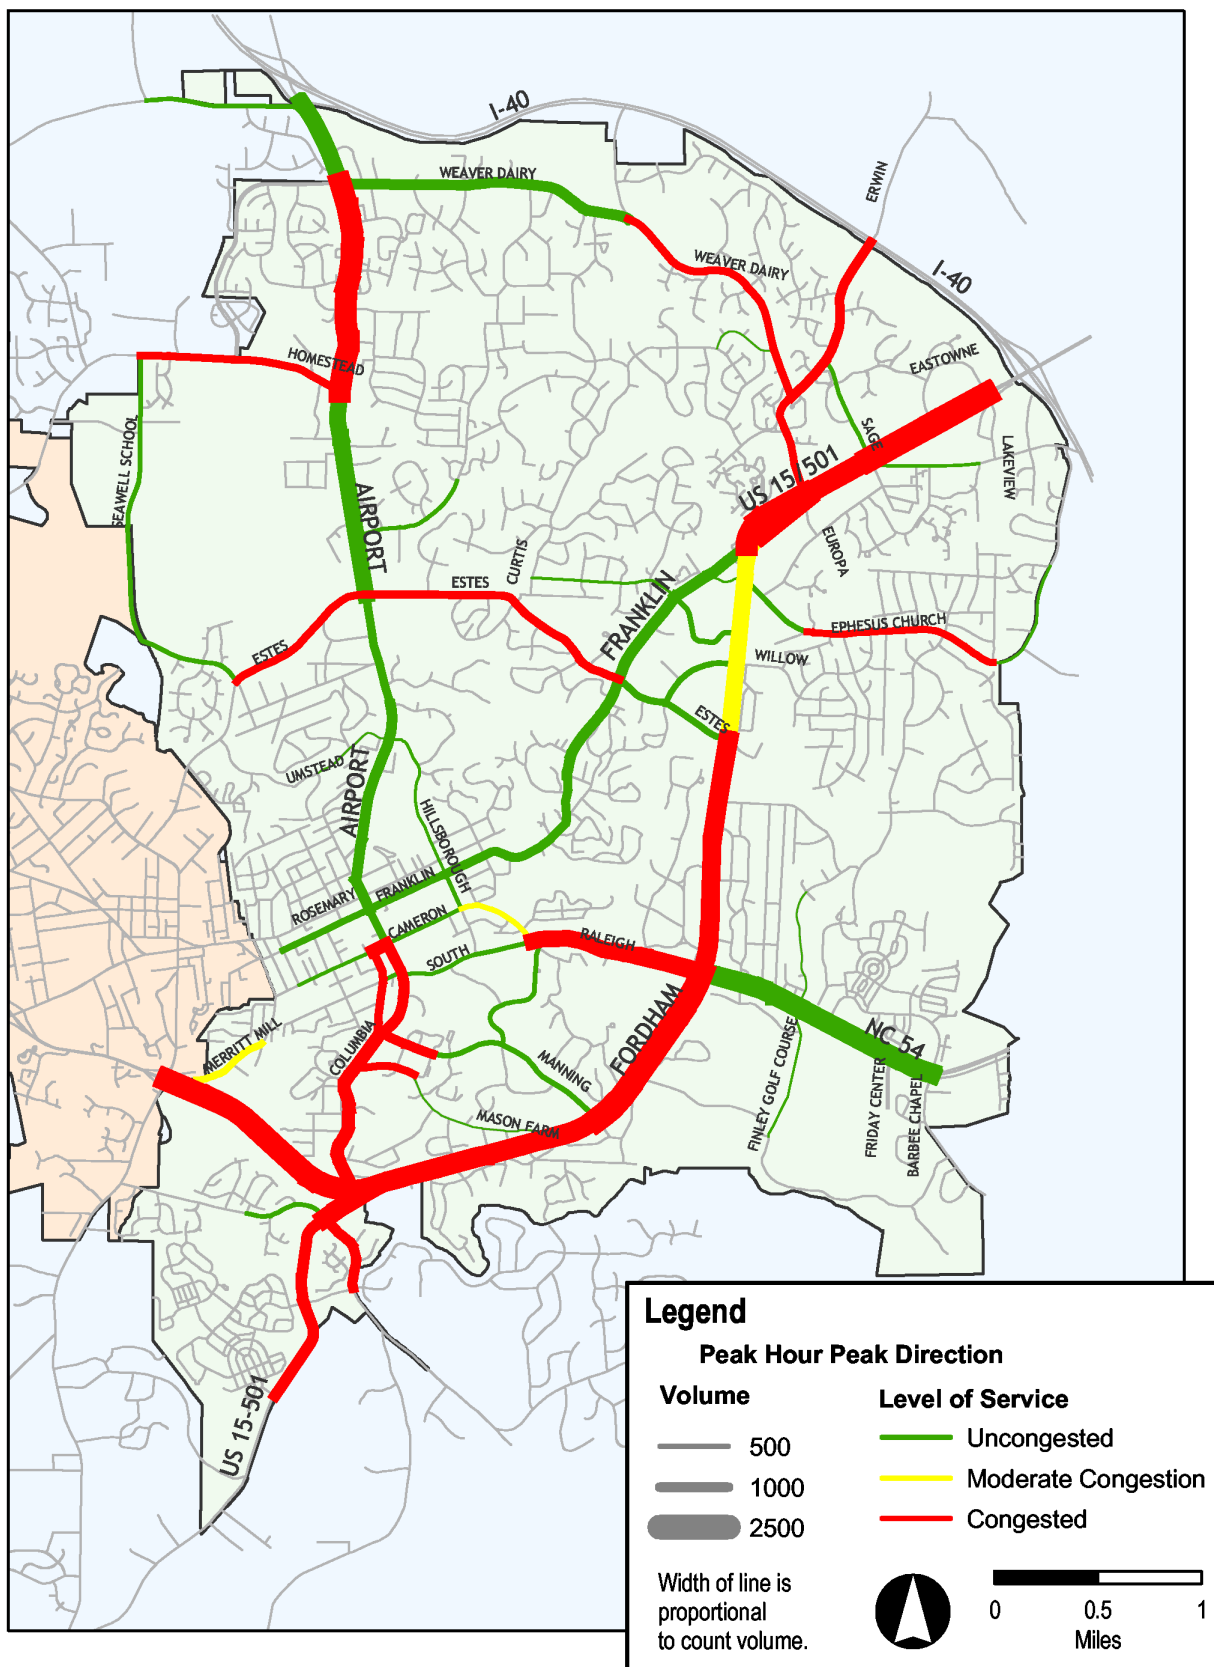 I-40
WEAVER DAIRY
ERWIN
WEAVER DAIRY
I-40
HOMESTEAD
EASTOWNE
SEAWELL SCHOOL
SAGE
LAKEVIEW
US 15 / 501
AIRPORT
EUROPA
CURTIS
ESTES
FRANKLIN
EPHESUS CHURCH
ESTES
WILLOW
ESTES
UMSTEAD
AIRPORT
HILLSBOROUGH
FRANKLIN
ROSEMARY
CAMERON
SOUTH
RALEIGH
FORDHAM
NC 54
MERRITT MILL
COLUMBIA
MANNING
FINLEY GOLF COURSE
FRIDAY CENTER
BARBEE CHAPEL
MASON FARM
US 15-501
Legend
Peak Hour Peak Direction
Volume
500
1000
2500
Width of line is
proportional
to count volume.
Level of Service
Uncongested
Moderate Congestion
Congested
0 0.5 1
Miles